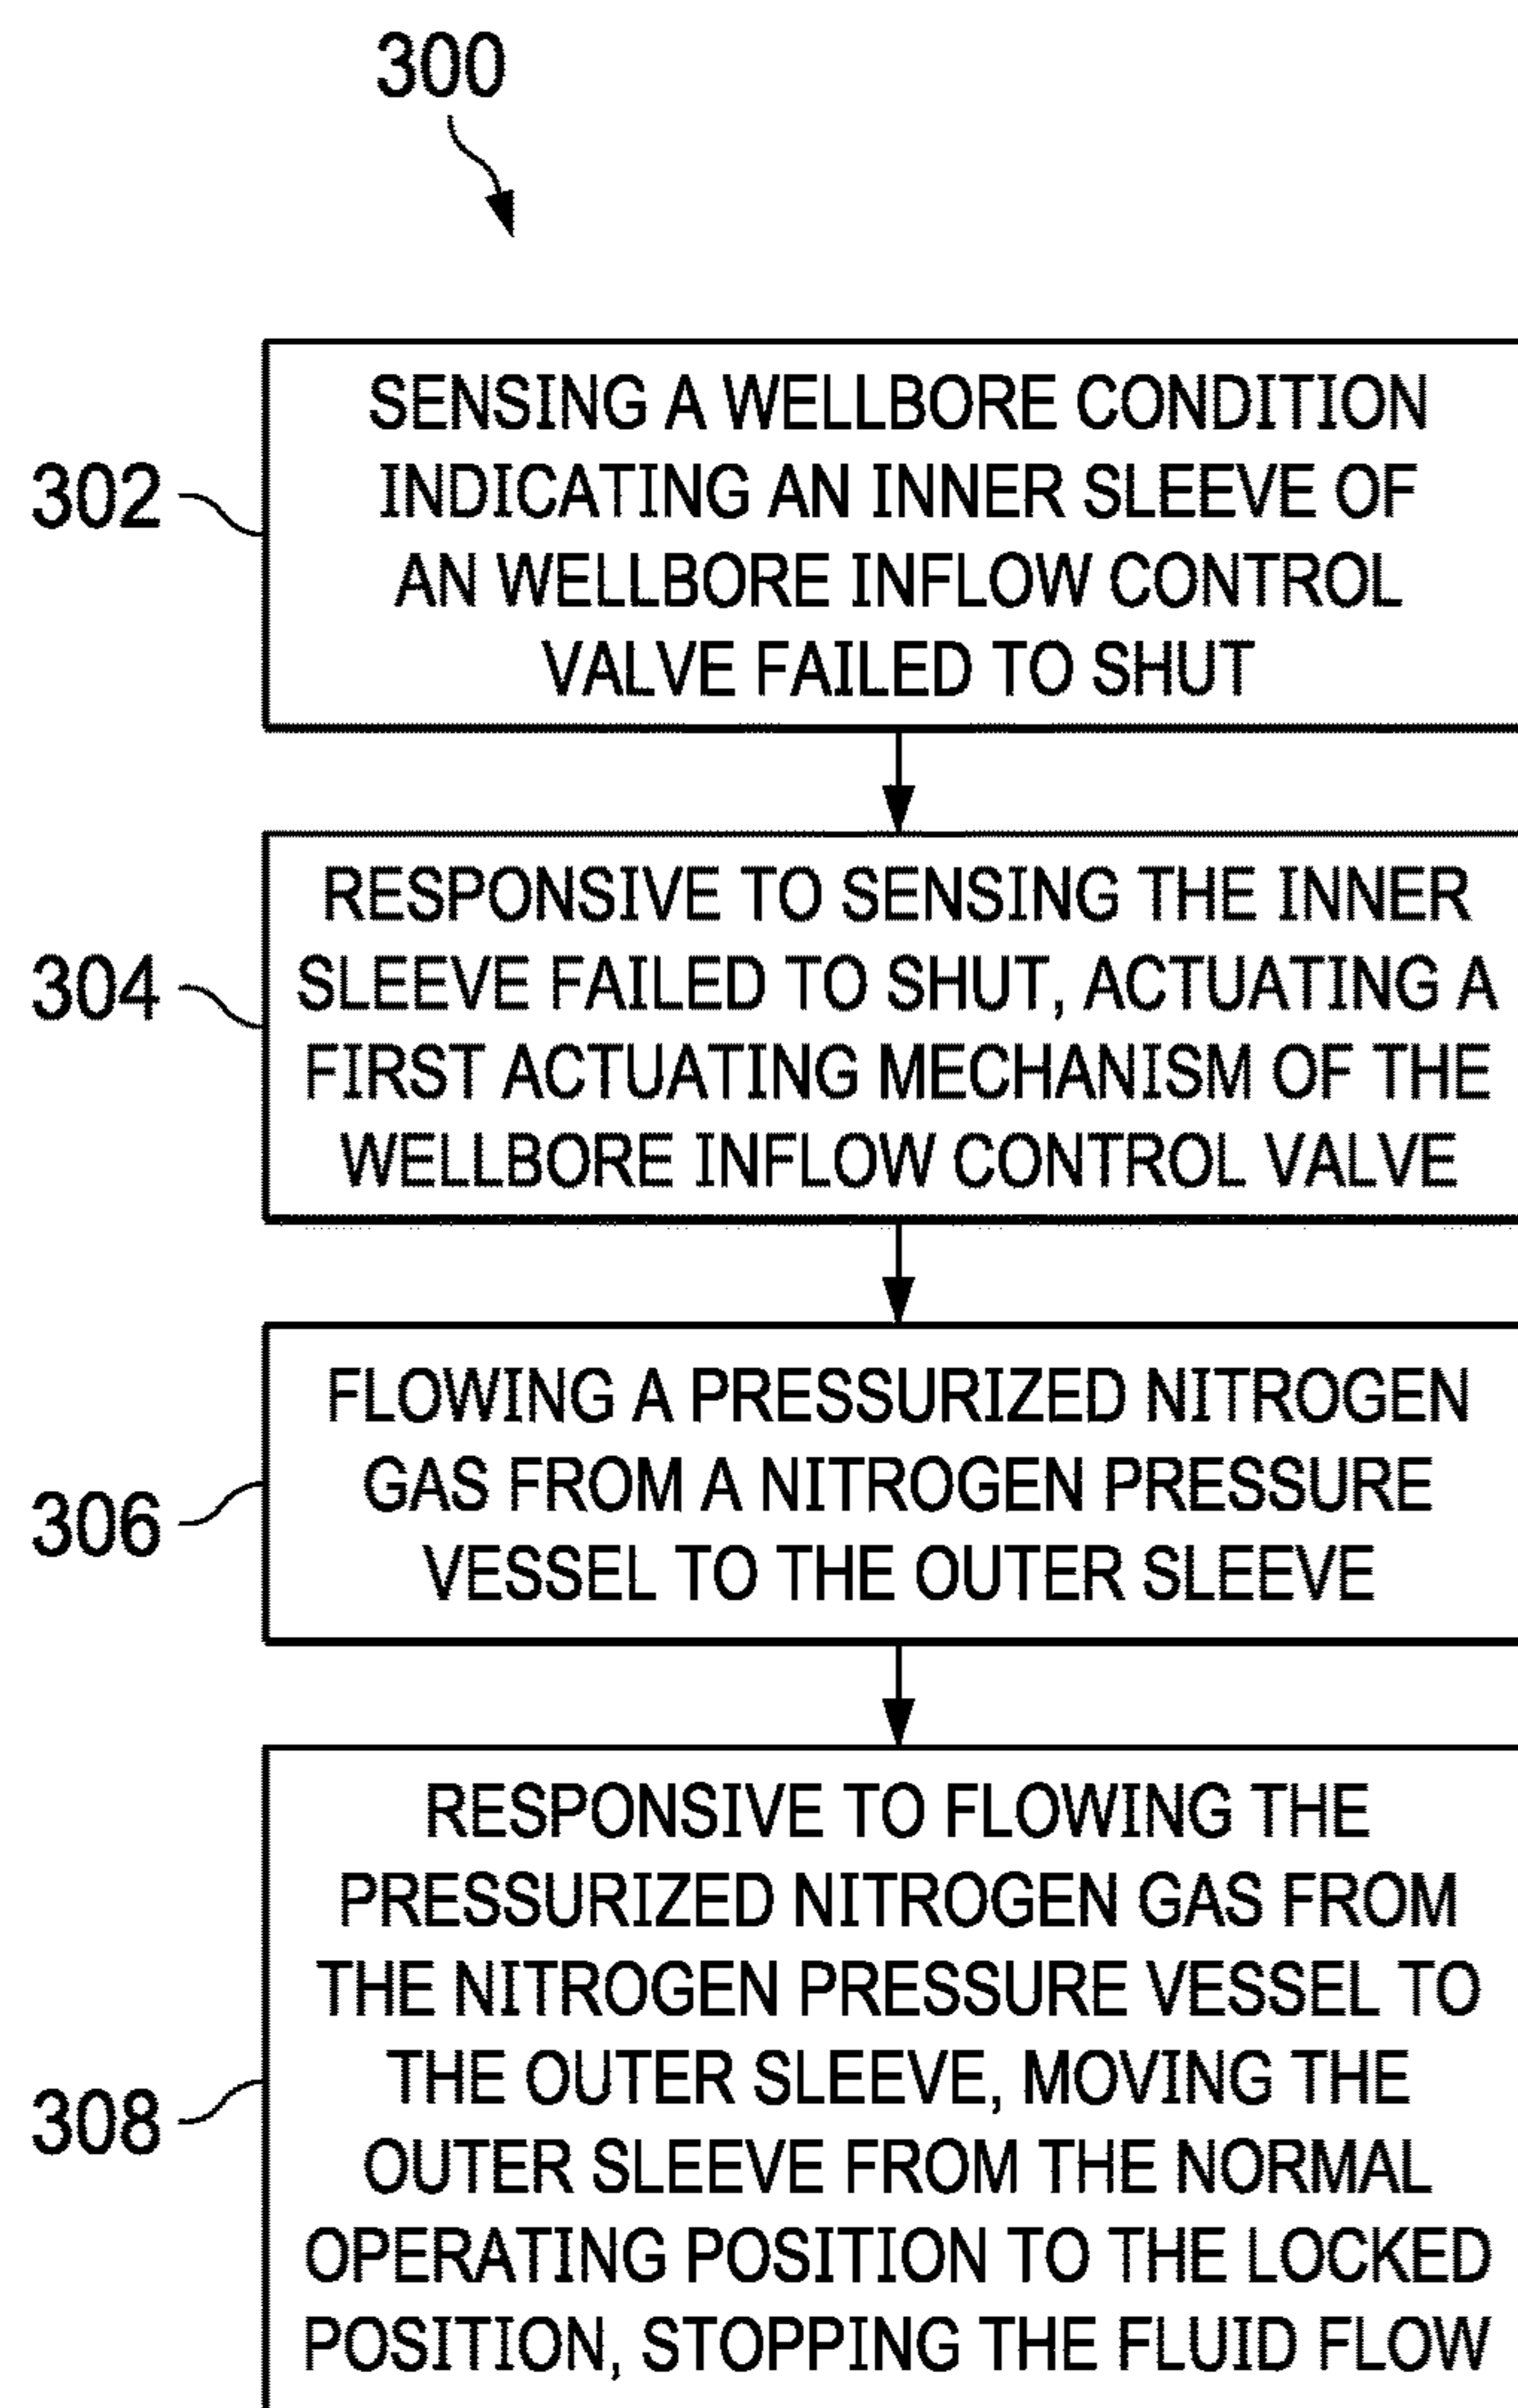 300
302
SENSING A WELLBORE CONDITION
INDICATING AN INNER SLEEVE OF
AN WELLBORE INFLOW CONTROL
VALVE FAILED TO SHUT
304
RESPONSIVE TO SENSING THE INNER
SLEEVE FAILED TO SHUT, ACTUATING A
FIRST ACTUATING MECHANISM OF THE
WELLBORE INFLOW CONTROL VALVE
306
FLOWING A PRESSURIZED NITROGEN
GAS FROM A NITROGEN PRESSURE
VESSEL TO THE OUTER SLEEVE
308
RESPONSIVE TO FLOWING THE
PRESSURIZED NITROGEN GAS FROM
THE NITROGEN PRESSURE VESSEL TO
THE OUTER SLEEVE, MOVING THE
OUTER SLEEVE FROM THE NORMAL
OPERATING POSITION TO THE LOCKED
POSITION, STOPPING THE FLUID FLOW